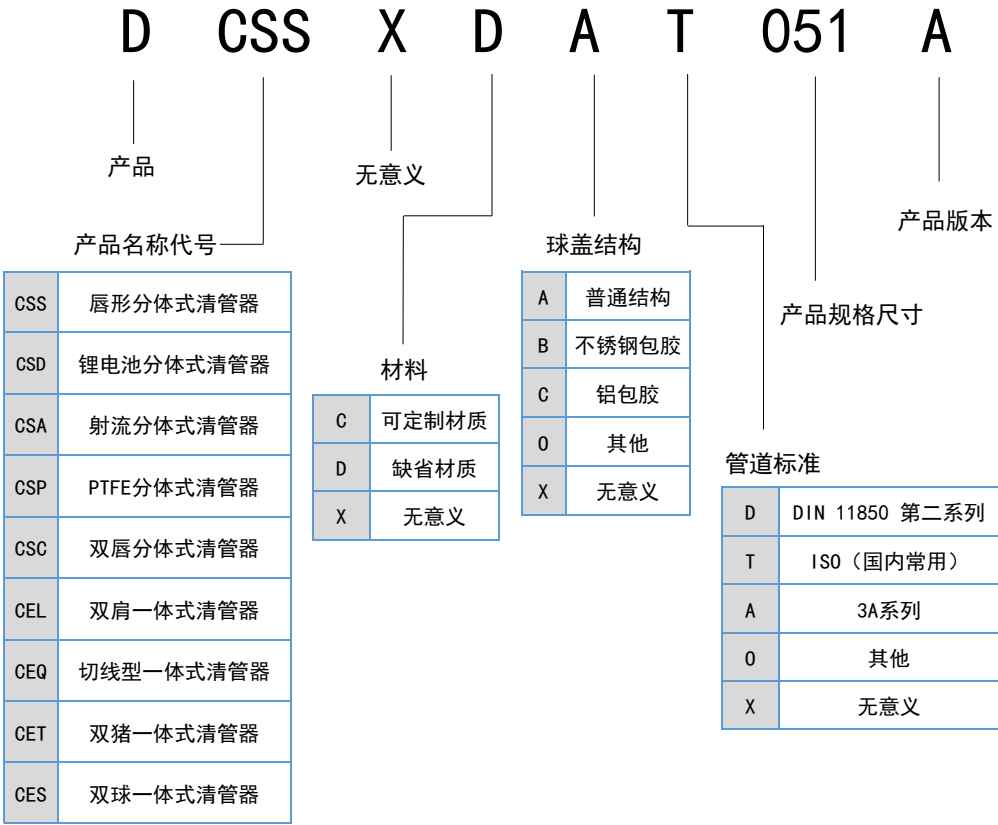 D CSS X D A T 051 A
产品
无意义
产品版本
产品名称代号
CSS 唇形分体式清管器
CSD 锂电池分体式清管器
CSA 射流分体式清管器
CSP PTFE分体式清管器
CSC 双唇分体式清管器
CEL 双肩一体式清管器
CEQ 切线型一体式清管器
CET 双猪一体式清管器
CES 双球一体式清管器
材料
C 可定制材质
D 缺省材质
X 无意义
球盖结构
A 普通结构
B 不锈钢包胶
C 铝包胶
O 其他
X 无意义
产品规格尺寸
管道标准
D DIN 11850 第二系列
T ISO（国内常用）
A 3A系列
O 其他
X 无意义